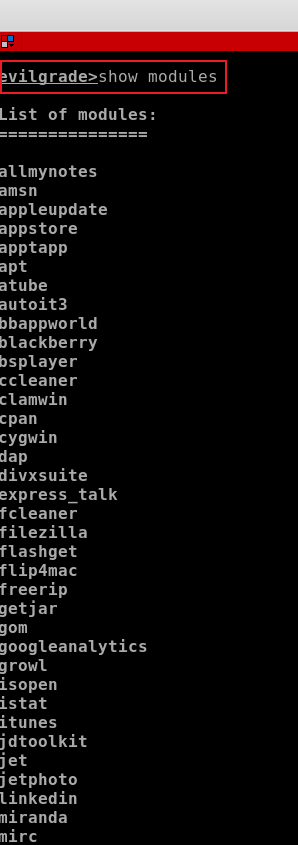 evilgrade>show modules
List of modules:
===============
allmynotes
amsn
appleupdate
appstore
apptapp
apt
atube
autoit3
bbappworld
blackberry
bsplayer
ccleaner
clamwin
cpan
cygwin
dap
divxsuite
express_talk
fcleaner
filezilla
flashget
flip4mac
freerip
getjar
gom
googleanalytics
growl
isopen
istat
itunes
jdtoolkit
jet
jetphoto
linkedin
miranda
mirc